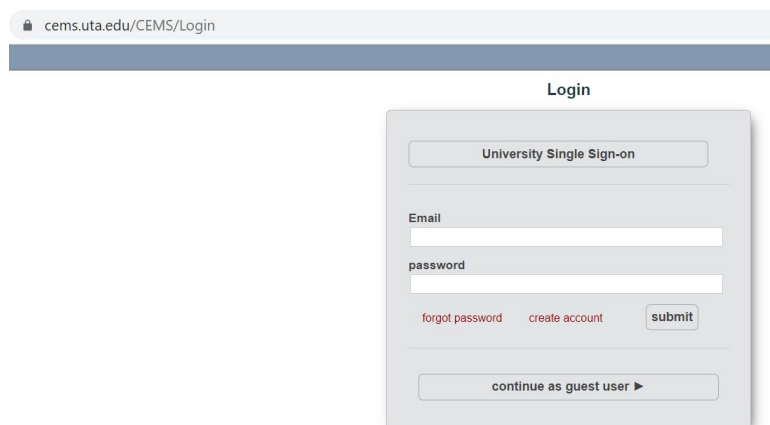 cems.uta.edu/CEMS/Login
Login
University Single Sign-on
Email
password
forgot password create account submit
continue as guest user ▶